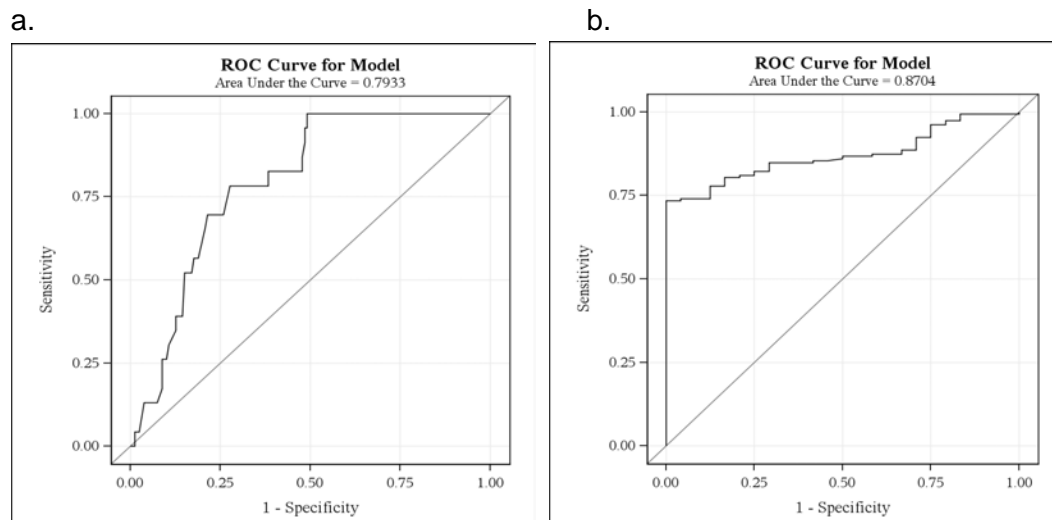 a.
ROC Curve for Model
Area Under the Curve = 0.7933
1.00
0.75
0.50
0.25
0.00
Sensitivity
0.00 0.25 0.50 0.75 1.00
1 - Specificity
b.
ROC Curve for Model
Area Under the Curve = 0.8704
1.00
0.75
0.50
0.25
0.00
Sensitivity
0.00 0.25 0.50 0.75 1.00
1 - Specificity